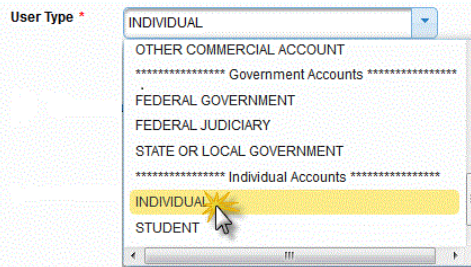 User Type *
INDIVIDUAL
OTHER COMMERCIAL ACCOUNT
**************** Government Accounts ****************
FEDERAL GOVERNMENT
FEDERAL JUDICIARY
STATE OR LOCAL GOVERNMENT
**************** Individual Accounts ****************
INDIVIDUAL
STUDENT